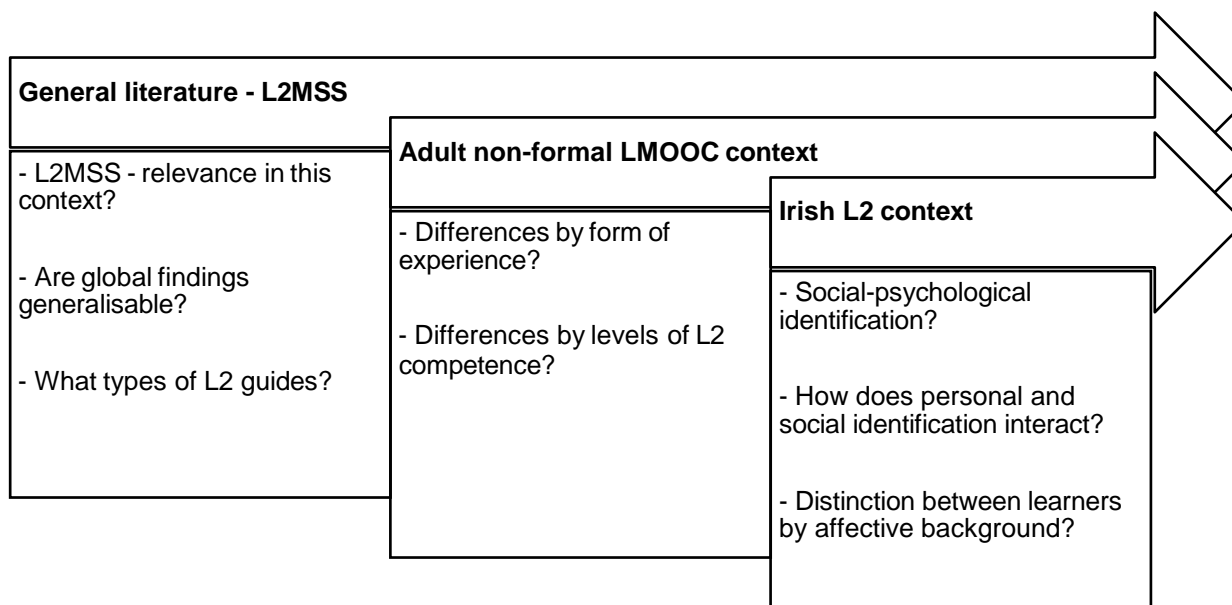 General literature - L2MSS
- L2MSS - relevance in this
context?
- Are global findings
generalisable?
- What types of L2 guides?
Adult non-formal LMOOC context
- Differences by form of
experience?
- Differences by levels of L2
competence?
Irish L2 context
- Social-psychological
identification?
- How does personal and
social identification interact?
- Distinction between learners
by affective background?